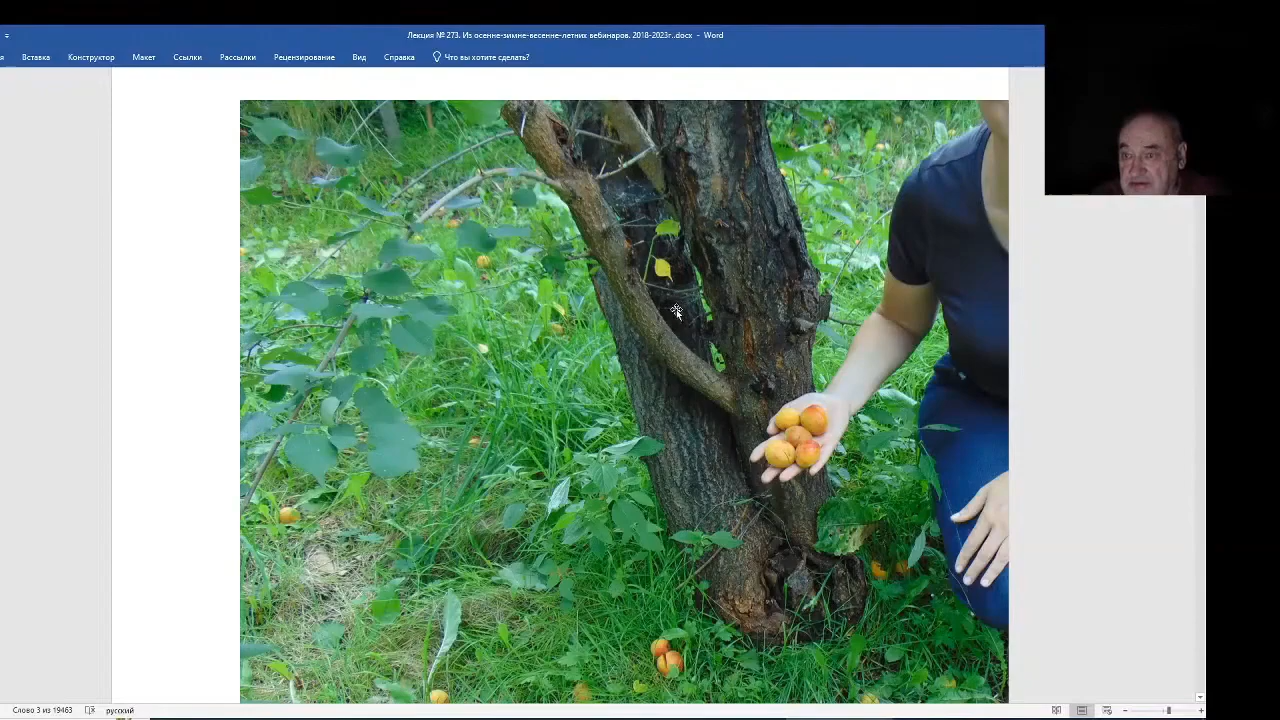 Лекция № 273. Из осенне-зимне-весенне-летних вебинаров. 2018-2023г..docx - Word
я Вставка Конструктор Макет Ссылки Рассылки Рецензирование Вид Справка Что вы хотите сделать?
Слово 3 из 19463 русский